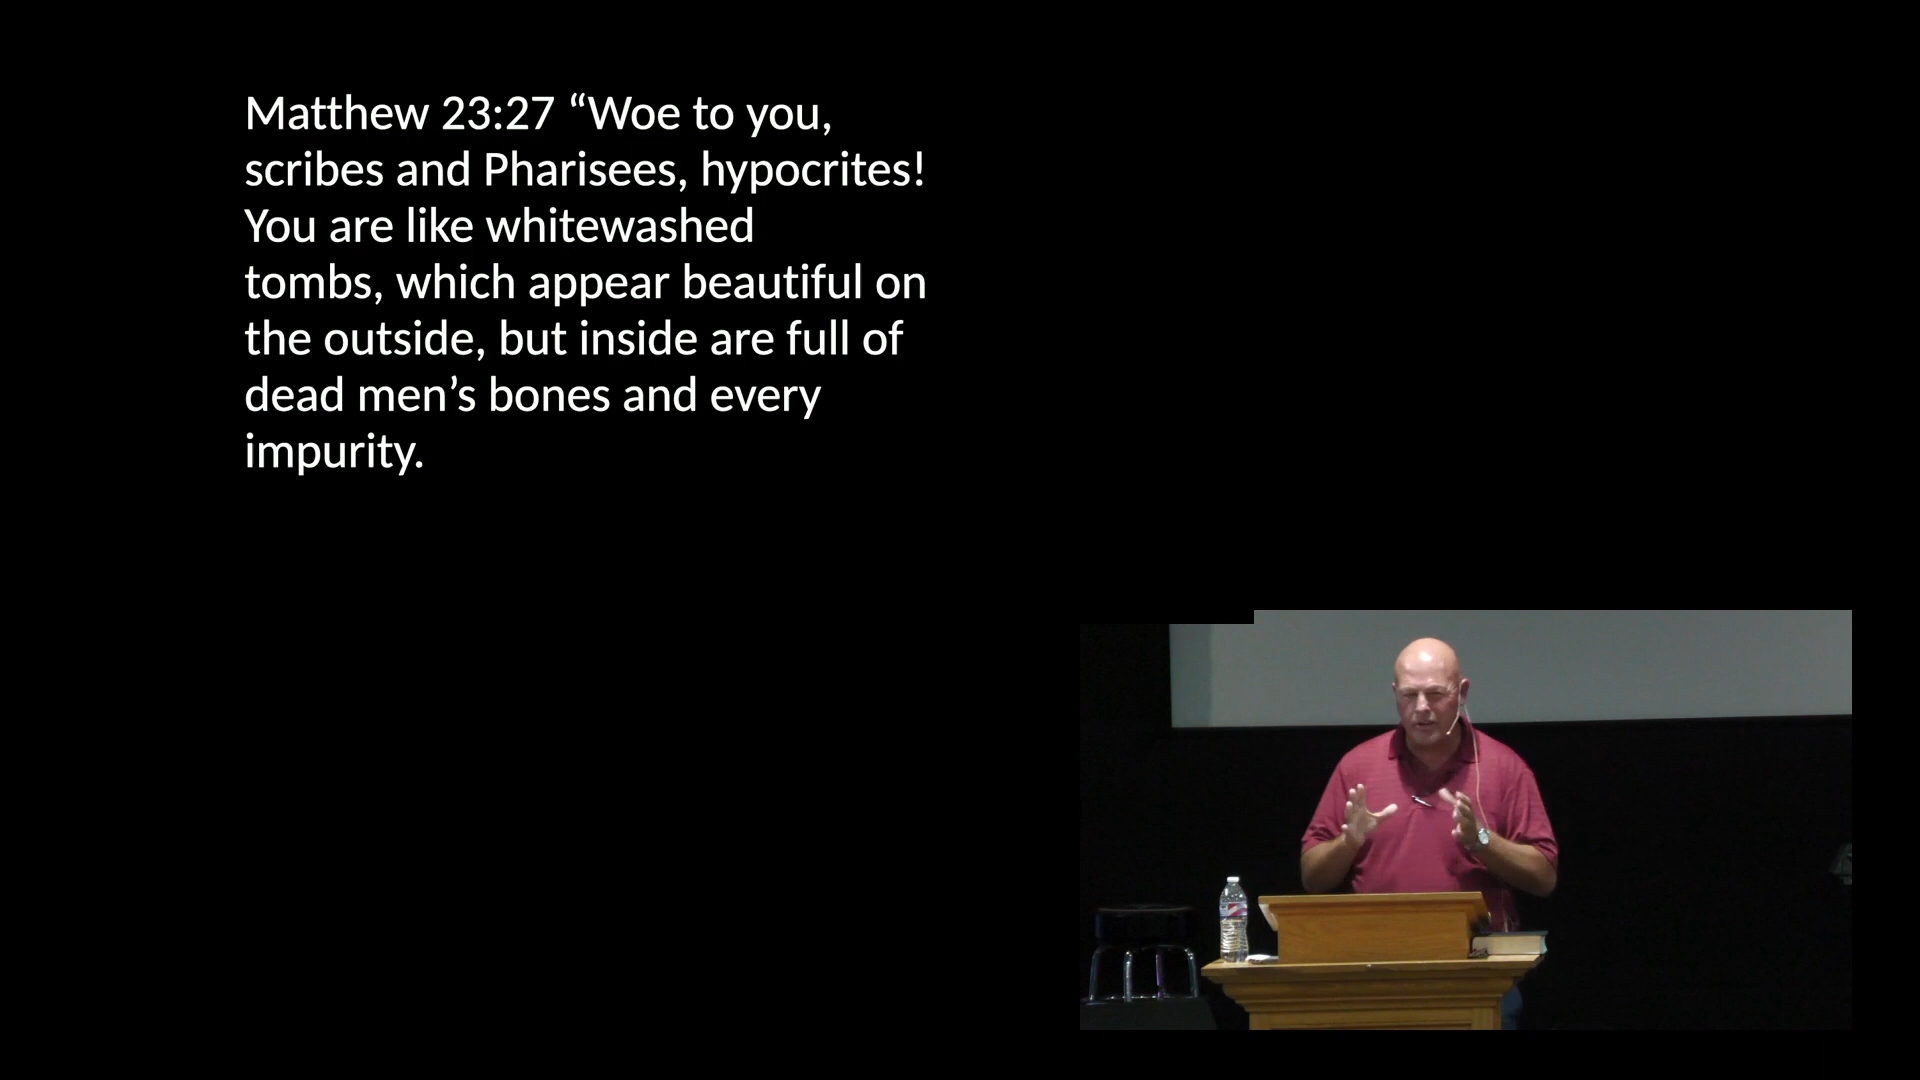 Matthew 23:27 “Woe to you,
scribes and Pharisees, hypocrites!
You are like whitewashed
tombs, which appear beautiful on
the outside, but inside are full of
dead men’s bones and every
impurity.